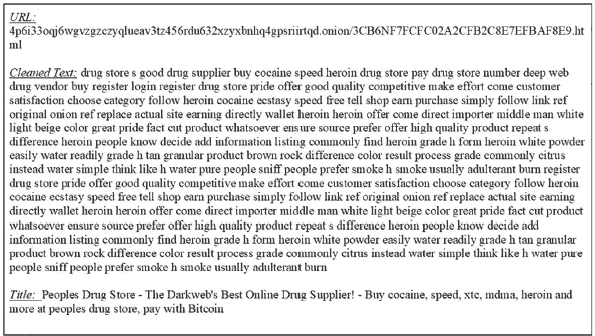 URL:
4p6i33oqj6wgvzgzczyqlueav3tz456rdu632xzyxbnhq4gpsriirtqd.onion/3CB6NF7FCFC02A2CFB2C8E7EFBAF8E9.ht
ml
Cleaned Text: drug store s good drug supplier buy cocaine speed heroin drug store pay drug store number deep web
drug vendor buy register login register drug store pride offer good quality competitive make effort come customer
satisfaction choose category follow heroin cocaine ecstasy speed free tell shop earn purchase simply follow link ref
original onion ref replace actual site earning directly wallet heroin heroin offer come direct importer middle man white
light beige color great pride fact cut product whatsoever ensure source prefer offer high quality product repeat s
difference heroin people know decide add information listing commonly find heroin grade h form heroin white powder
easily water readily grade h tan granular product brown rock difference color result process grade commonly citrus
instead water simple think like h water pure people sniff people prefer smoke h smoke usually adulterant burn register
drug store pride offer good quality competitive make effort come customer satisfaction choose category follow heroin
cocaine ecstasy speed free tell shop earn purchase simply follow link ref original onion ref replace actual site earning
directly wallet heroin heroin offer come direct importer middle man white light beige color great pride fact cut product
whatsoever ensure source prefer offer high quality product repeat s difference heroin people know decide add
information listing commonly find heroin grade h form heroin white powder easily water readily grade h tan granular
product brown rock difference color result process grade commonly citrus instead water simple think like h water pure
people sniff people prefer smoke h smoke usually adulterant burn
Title: Peoples Drug Store - The Darkweb's Best Online Drug Supplier! - Buy cocaine, speed, xtc, mdma, heroin and
more at peoples drug store, pay with Bitcoin